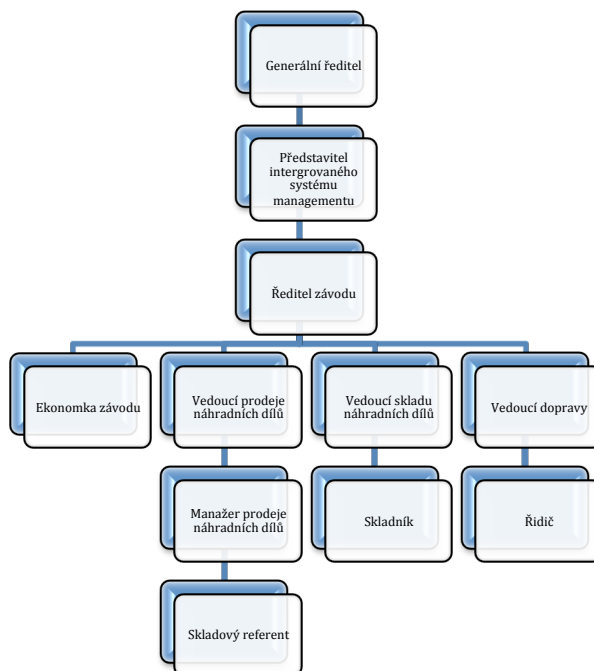 Generální ředitel
Představitel
intergrovaného
systému
managementu
Ředitel závodu
Ekonomka závodu
Vedoucí prodeje
náhradních dílů
Vedoucí skladu
náhradních dílů
Vedoucí dopravy
Manažer prodeje
náhradních dílů
Skladník
Řidič
Skladový referent